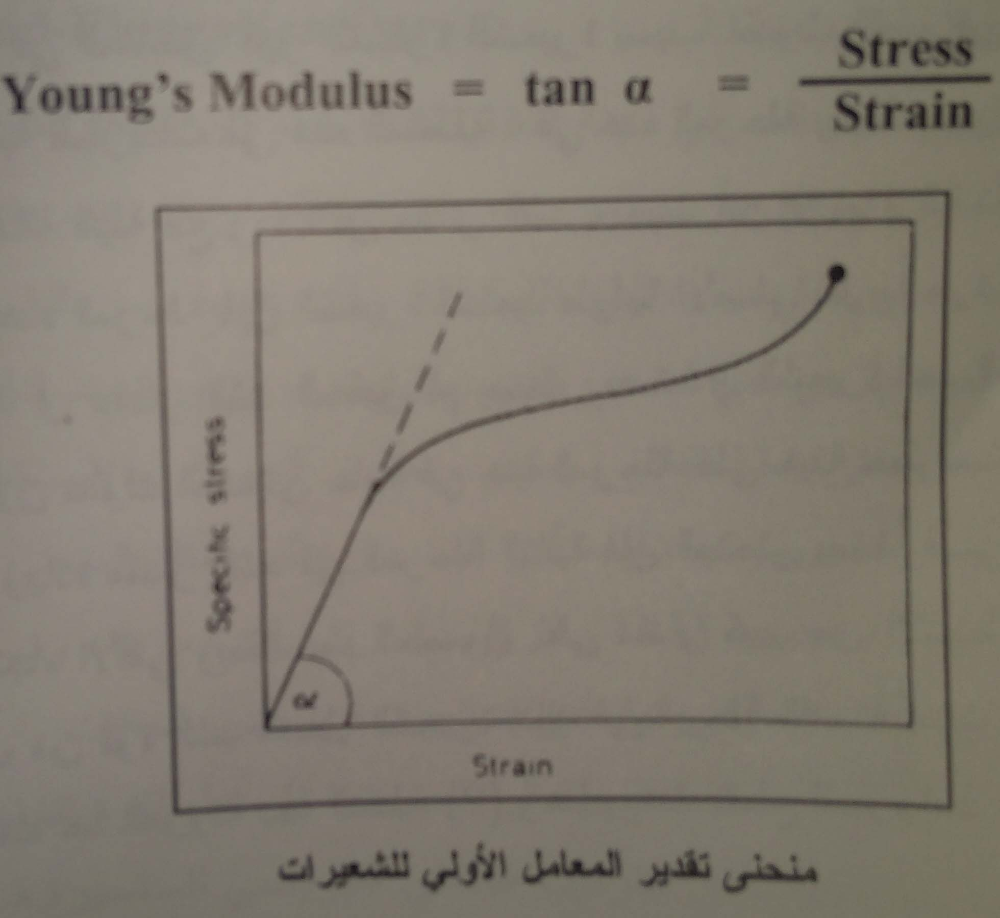 Young's Modulus = tan α = Stress
Strain
Specific stress
α
Strain
منحنى تقدير المعامل الأولي للشعيرات